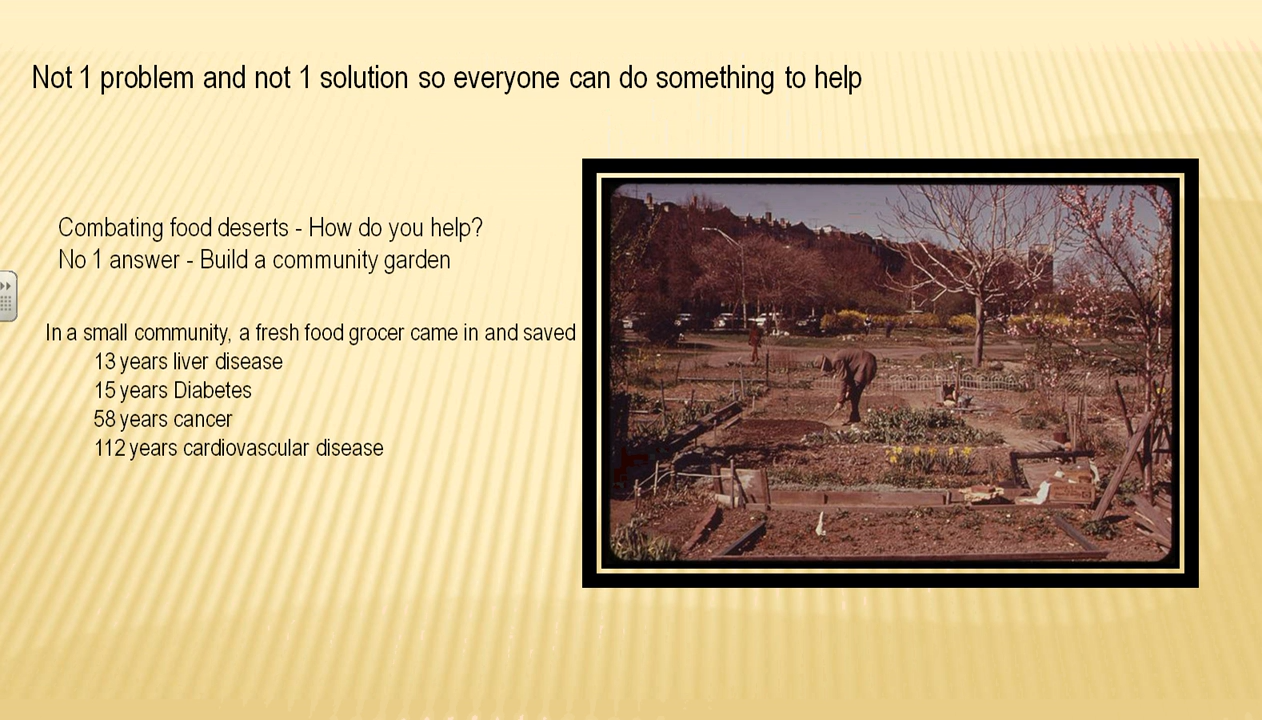 Not 1 problem and not 1 solution so everyone can do something to help
Combating food deserts - How do you help?
No 1 answer - Build a community garden
In a small community, a fresh food grocer came in and saved
13 years liver disease
15 years Diabetes
58 years cancer
112 years cardiovascular disease